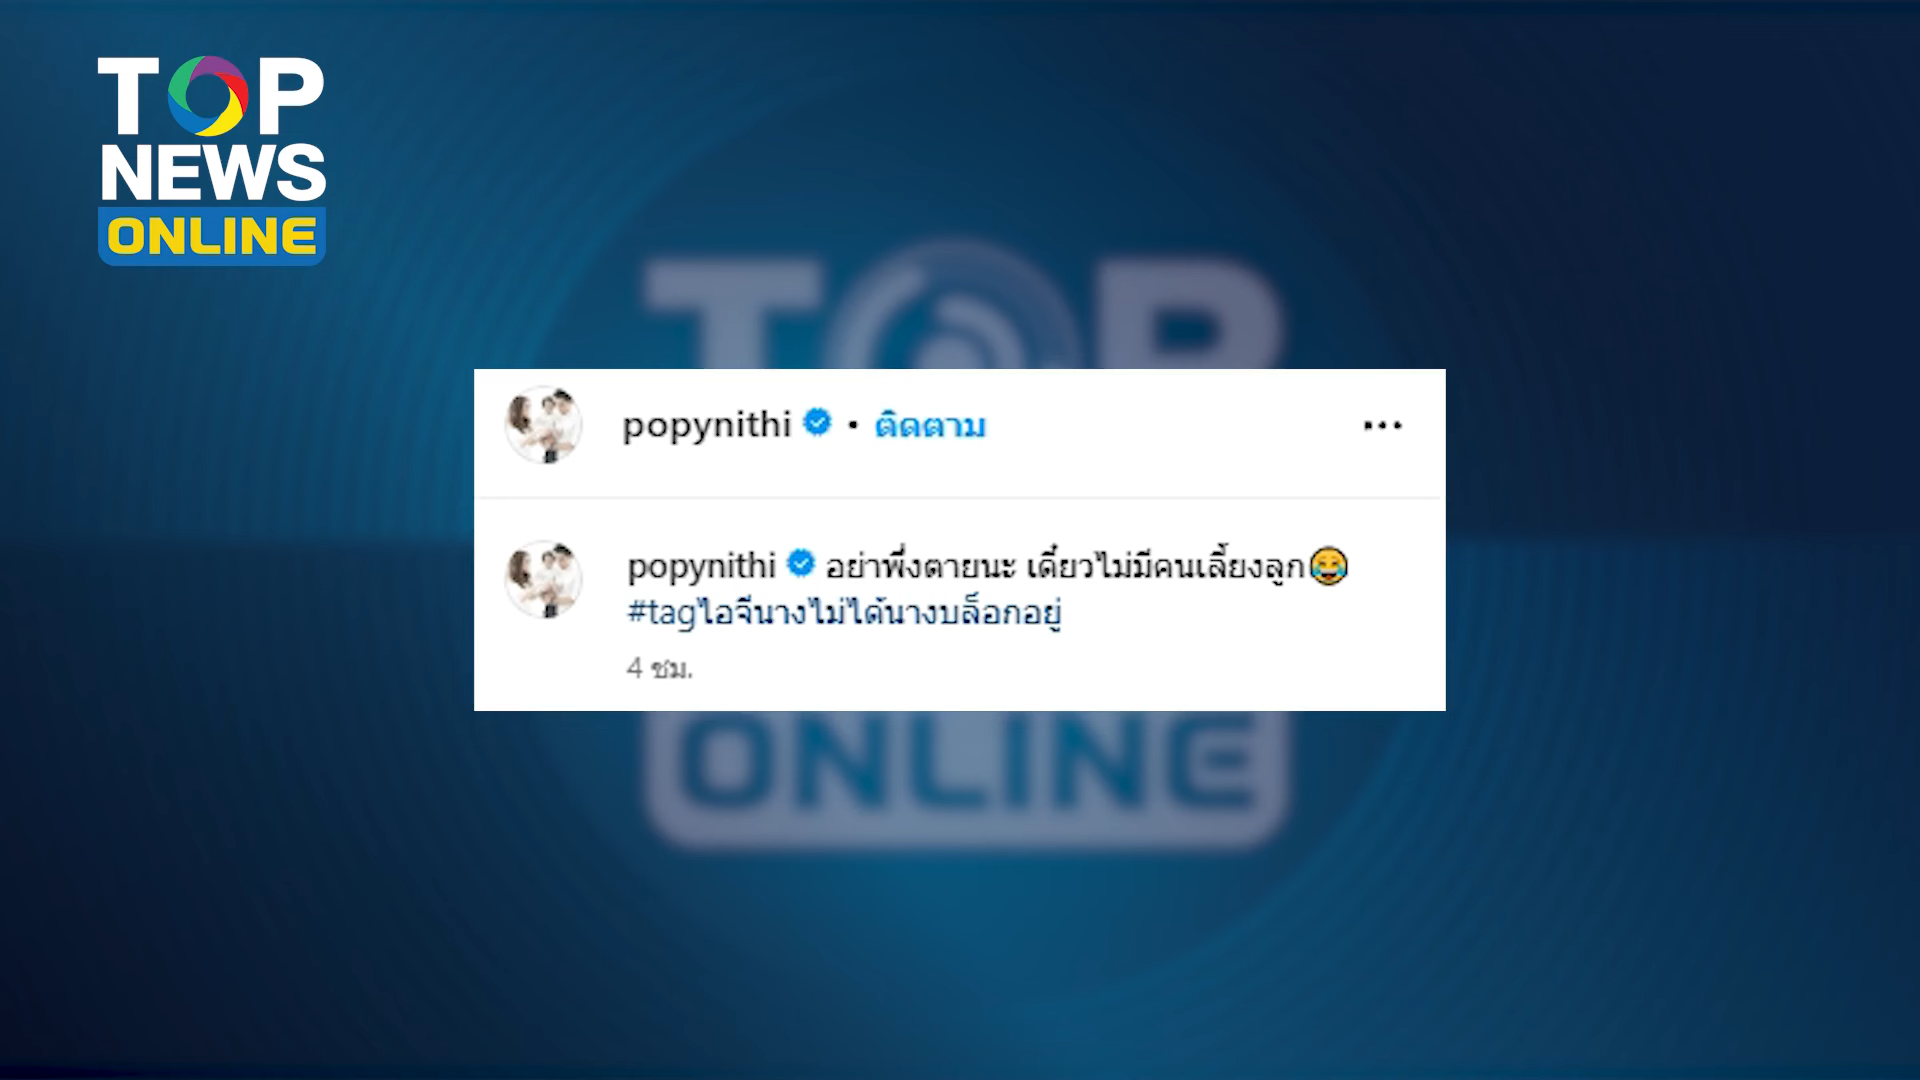 TOP
NEWS
ONLINE
TOP
popynithi • ติดตาม
popynithi อย่าพึ่งตายนะ เดี๋ยวไม่มีคนเลี้ยงลูก😂
#tagไอจีนางไม่ได้นางบล็อกอยู่
4 ชม.
ONLINE